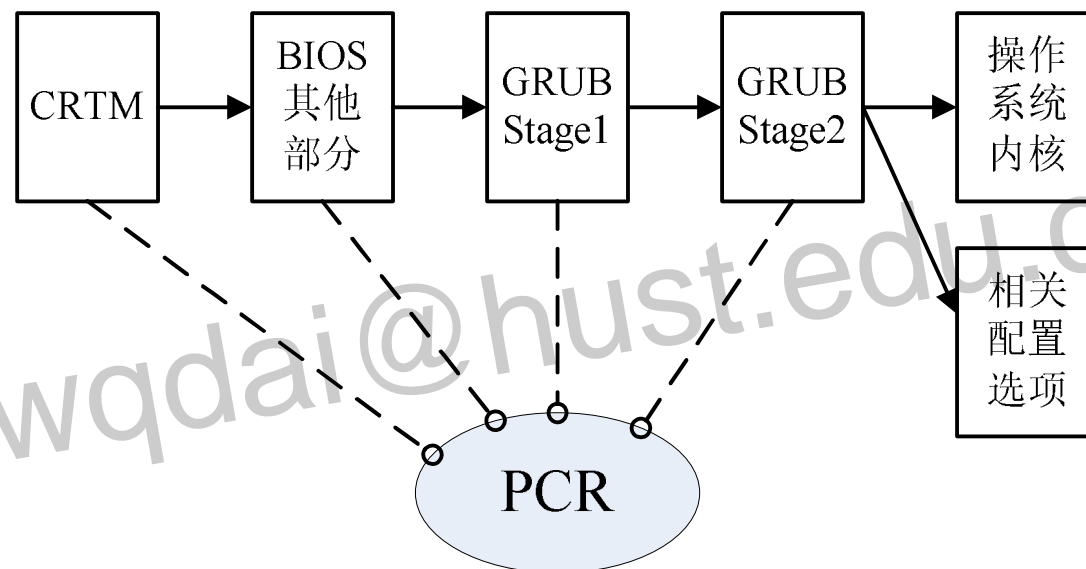 CRTM
BIOS
其他
部分
GRUB
Stage1
GRUB
Stage2
操作
系统
内核
相关
配置
选项
PCR
wqdai@hust.edu.c